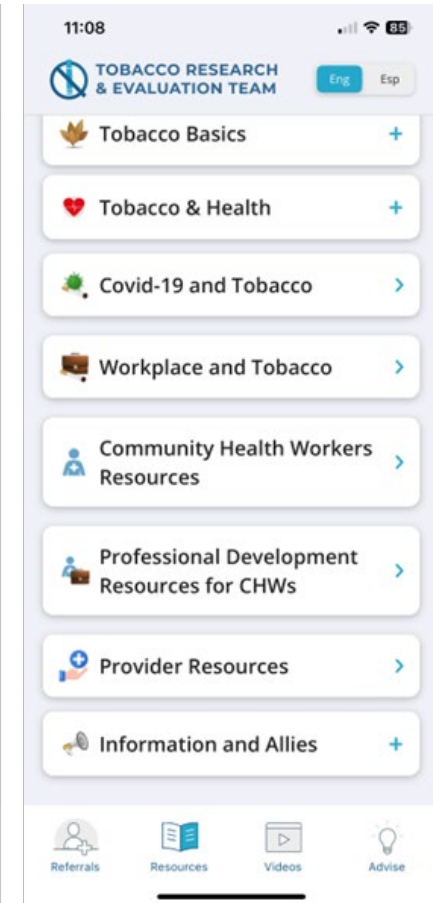 11:08
85
TOBACCO RESEARCH
& EVALUATION TEAM
Eng Esp
Tobacco Basics
Tobacco & Health
Covid-19 and Tobacco
Workplace and Tobacco
Community Health Workers
Resources
Professional Development
Resources for CHWs
Provider Resources
Information and Allies
Referrals Resources Videos Advise